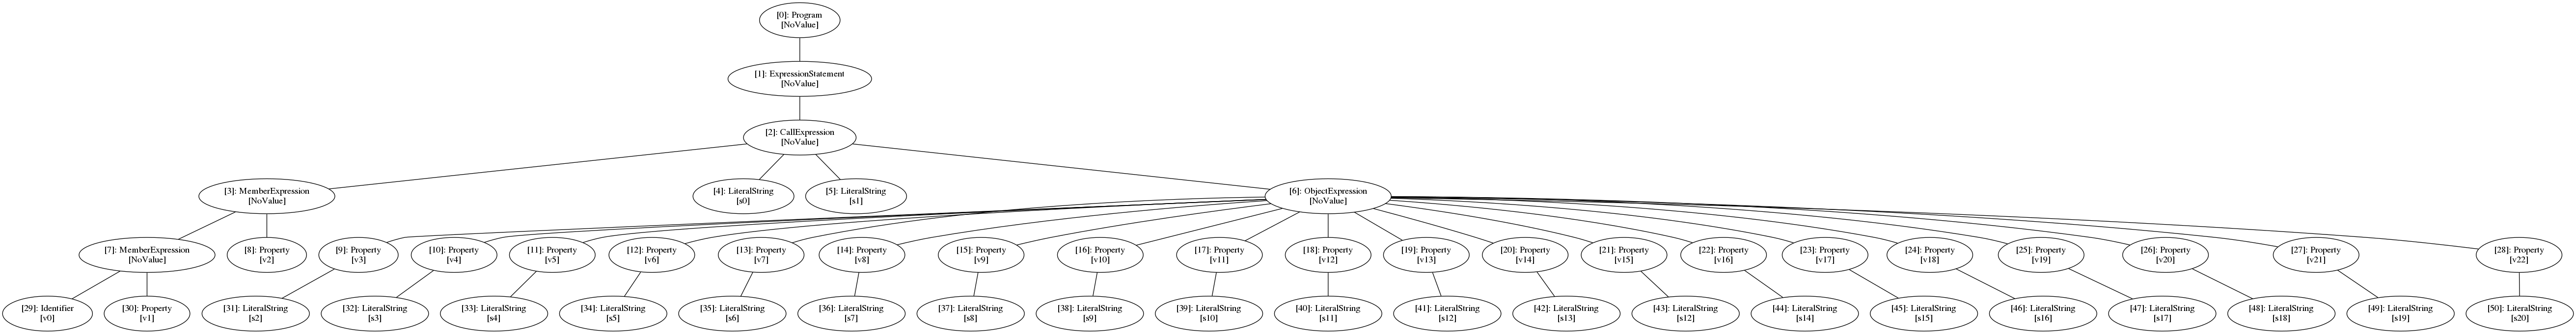 [0]: Program
[NoValue]
[1]: ExpressionStatement
[NoValue]
[2]: CallExpression
[NoValue]
[3]: MemberExpression
[NoValue]
[4]: LiteralString
[s0]
[5]: LiteralString
[s1]
[6]: ObjectExpression
[NoValue]
[7]: MemberExpression
[NoValue]
[8]: Property
[v2]
[9]: Property
[v3]
[10]: Property
[v4]
[11]: Property
[v5]
[12]: Property
[v6]
[13]: Property
[v7]
[14]: Property
[v8]
[15]: Property
[v9]
[16]: Property
[v10]
[17]: Property
[v11]
[18]: Property
[v12]
[19]: Property
[v13]
[20]: Property
[v14]
[21]: Property
[v15]
[22]: Property
[v16]
[23]: Property
[v17]
[24]: Property
[v18]
[25]: Property
[v19]
[26]: Property
[v20]
[27]: Property
[v21]
[28]: Property
[v22]
[29]: Identifier
[v0]
[30]: Property
[v1]
[31]: LiteralString
[s2]
[32]: LiteralString
[s3]
[33]: LiteralString
[s4]
[34]: LiteralString
[s5]
[35]: LiteralString
[s6]
[36]: LiteralString
[s7]
[37]: LiteralString
[s8]
[38]: LiteralString
[s9]
[39]: LiteralString
[s10]
[40]: LiteralString
[s11]
[41]: LiteralString
[s12]
[42]: LiteralString
[s13]
[43]: LiteralString
[s12]
[44]: LiteralString
[s14]
[45]: LiteralString
[s15]
[46]: LiteralString
[s16]
[47]: LiteralString
[s17]
[48]: LiteralString
[s18]
[49]: LiteralString
[s19]
[50]: LiteralString
[s20]